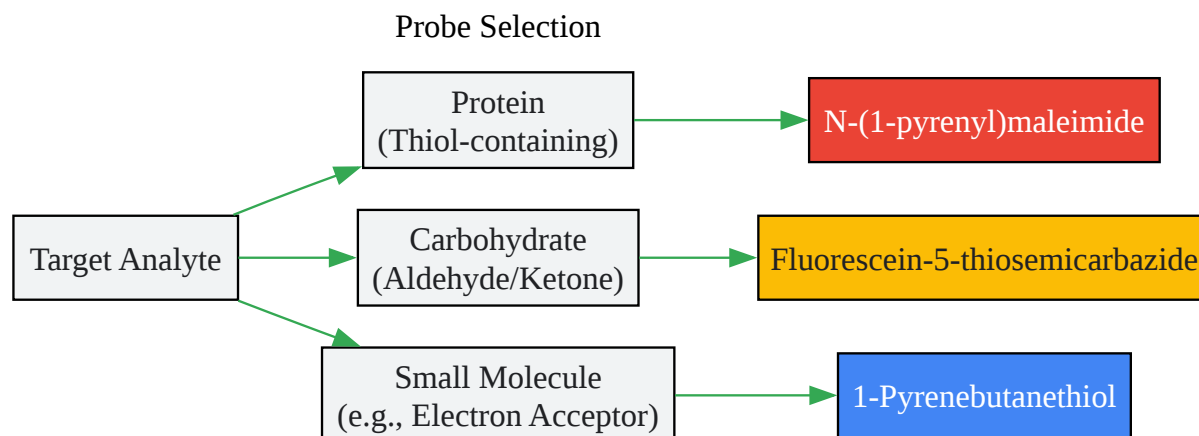 Probe Selection
Protein
(Thiol-containing)
N-(1-pyrenyl)maleimide
Target Analyte
Carbohydrate
(Aldehyde/Ketone)
Fluorescein-5-thiosemicarbazide
Small Molecule
(e.g., Electron Acceptor)
1-Pyrenebutanethiol